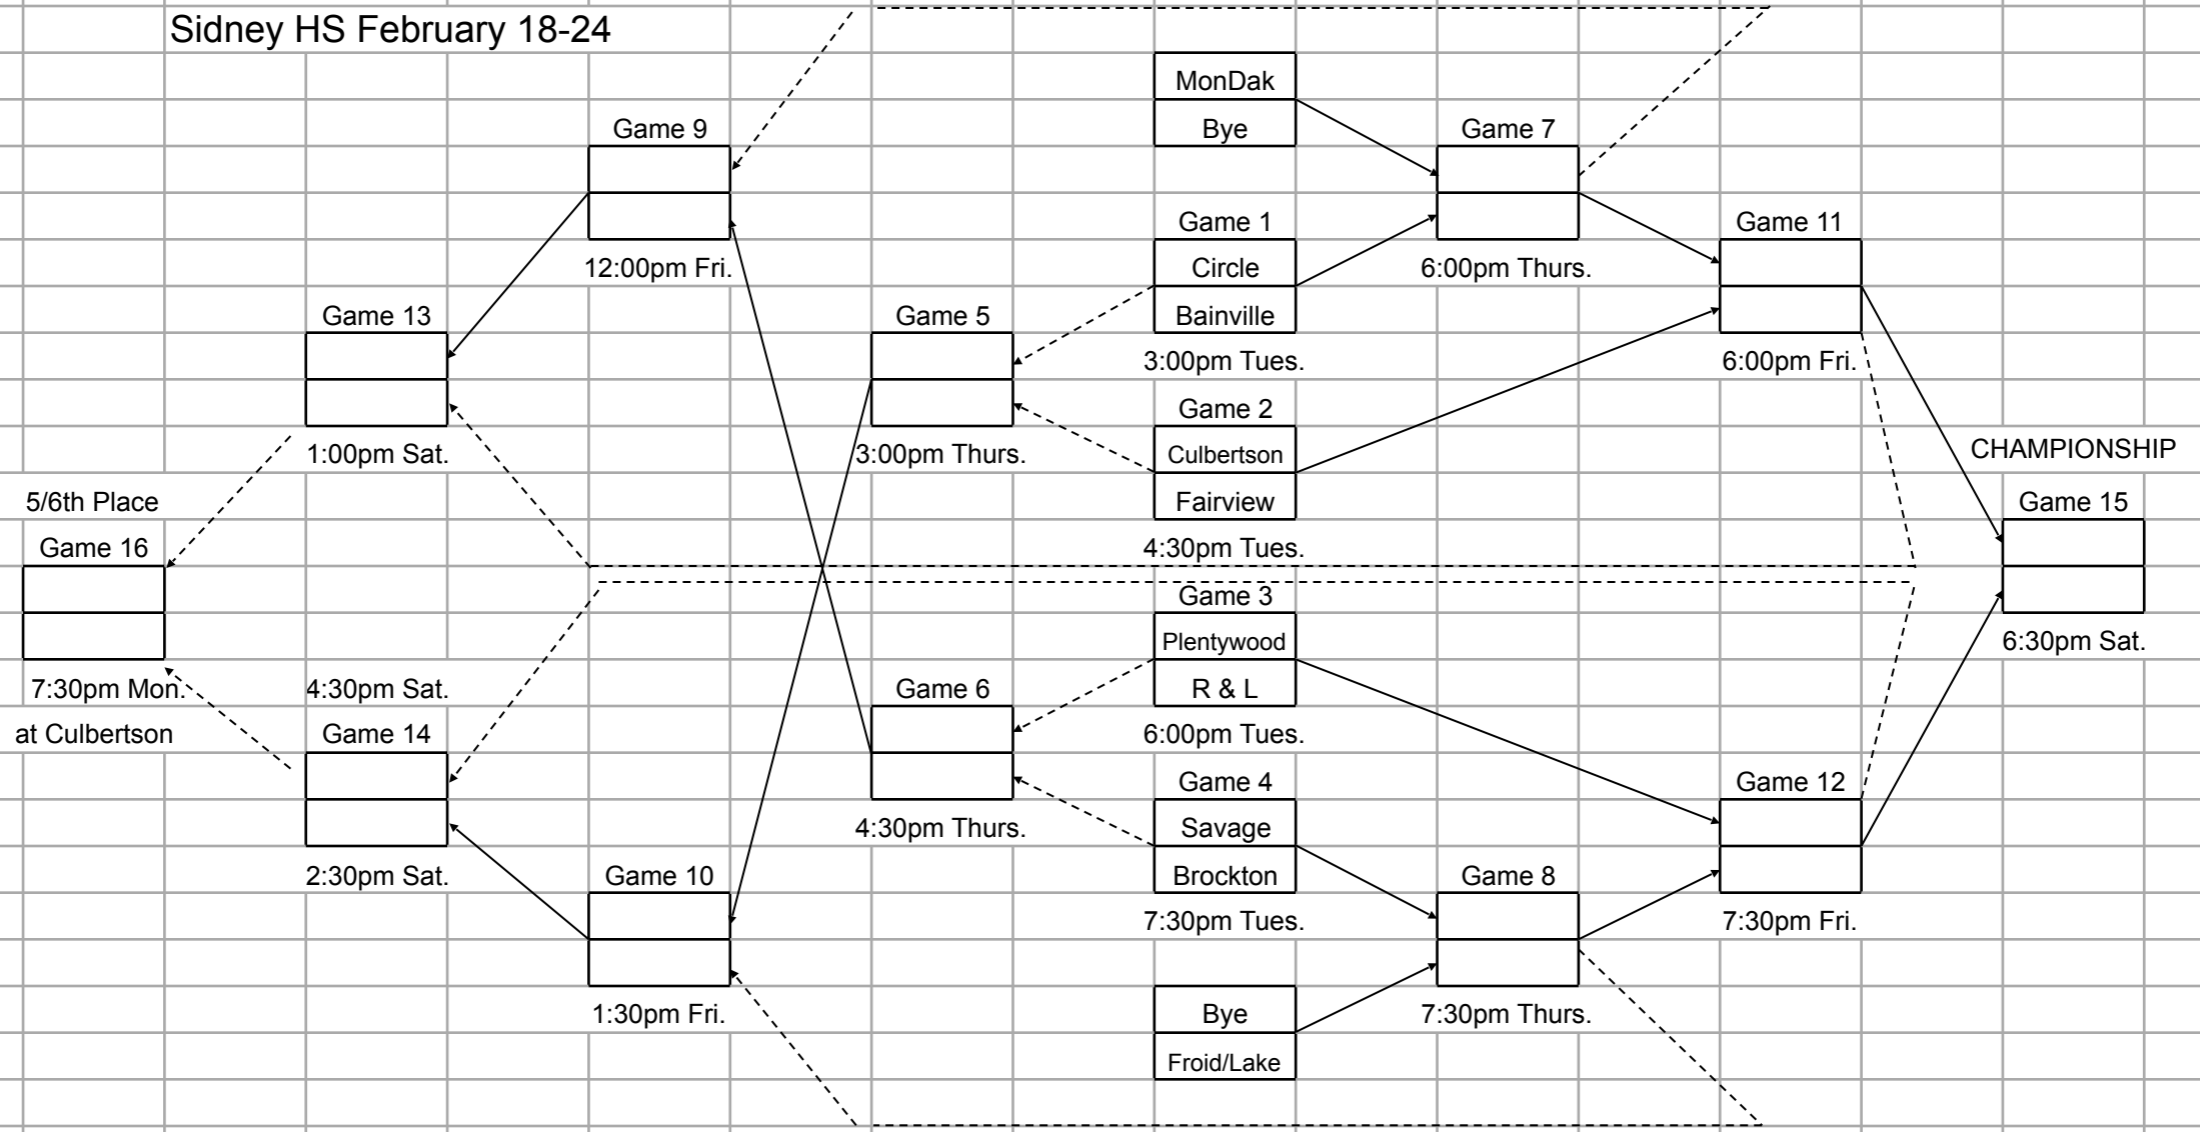 Sidney HS February 18-24
MonDak
Bye
Game 9
Game 7
Game 1
Game 11
12:00pm Fri.
Circle
6:00pm Thurs.
Game 13
Game 5
Bainville
3:00pm Tues.
6:00pm Fri.
Game 2
1:00pm Sat.
3:00pm Thurs.
Culbertson
CHAMPIONSHIP
5/6th Place
Fairview
Game 15
Game 16
4:30pm Tues.
Game 3
Plentywood
6:30pm Sat.
7:30pm Mon.
4:30pm Sat.
Game 6
R & L
at Culbertson
Game 14
6:00pm Tues.
Game 4
Game 12
4:30pm Thurs.
Savage
2:30pm Sat.
Game 10
Brockton
Game 8
7:30pm Tues.
7:30pm Fri.
1:30pm Fri.
Bye
7:30pm Thurs.
Froid/Lake